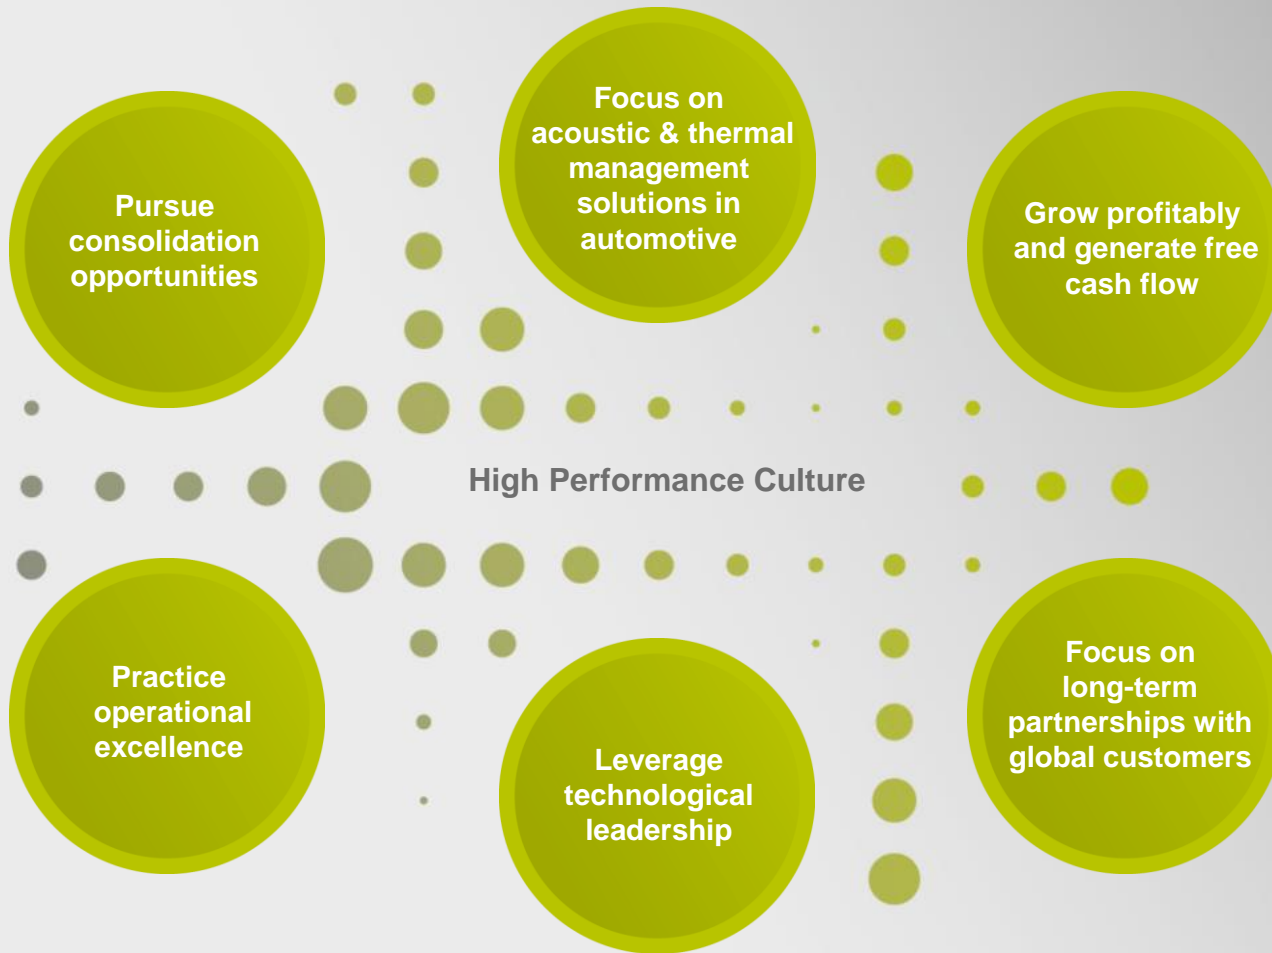 Pursue
consolidation
opportunities
Focus on
acoustic & thermal
management
solutions in
automotive
Grow profitably
and generate free
cash flow
High Performance Culture
Practice
operational
excellence
Leverage
technological
leadership
Focus on
long-term
partnerships with
global customers